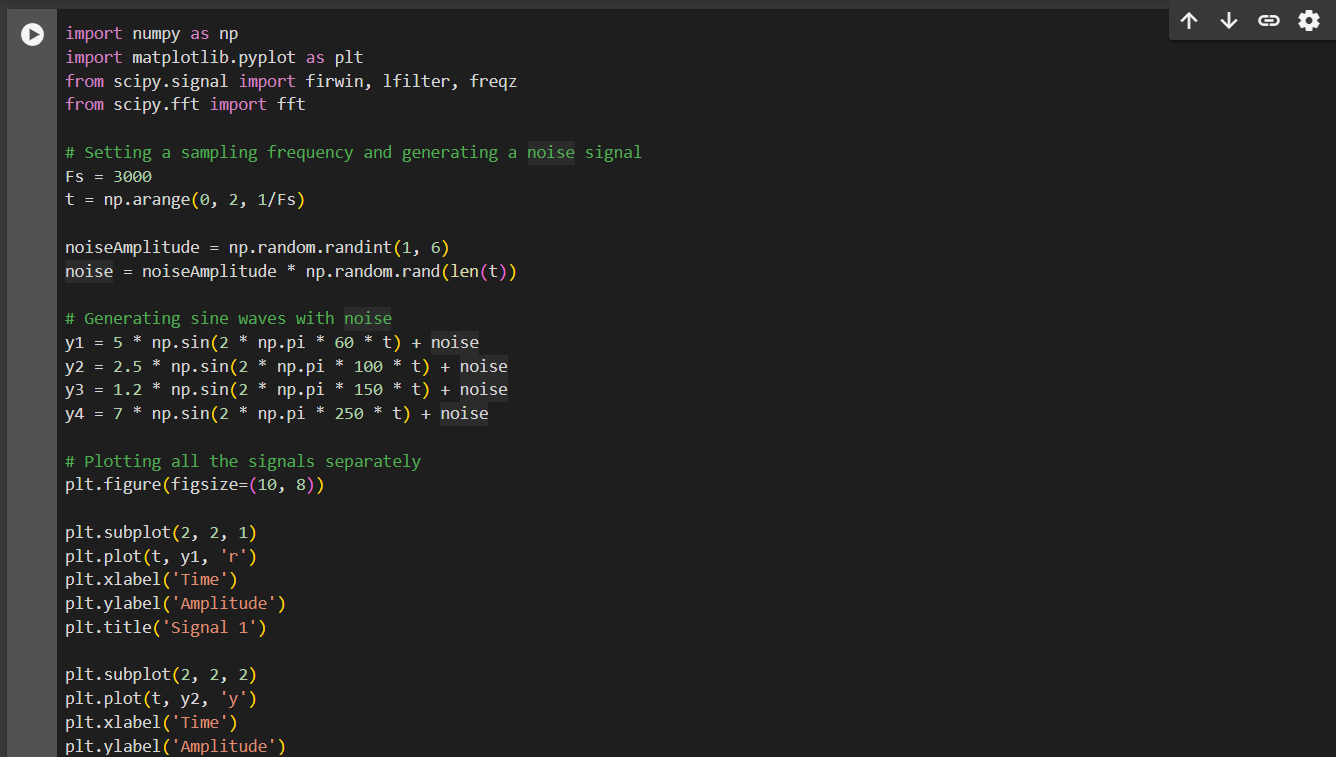 import numpy as np
import matplotlib.pyplot as plt
from scipy.signal import firwin, lfilter, freqz
from scipy.fft import fft
# Setting a sampling frequency and generating a noise signal
Fs = 3000
t = np.arange(0, 2, 1/Fs)
noiseAmplitude = np.random.randint(1, 6)
noise = noiseAmplitude * np.random.rand(len(t))
# Generating sine waves with noise
y1 = 5 * np.sin(2 * np.pi * 60 * t) + noise
y2 = 2.5 * np.sin(2 * np.pi * 100 * t) + noise
y3 = 1.2 * np.sin(2 * np.pi * 150 * t) + noise
y4 = 7 * np.sin(2 * np.pi * 250 * t) + noise
# Plotting all the signals separately
plt.figure(figsize=(10, 8))
plt.subplot(2, 2, 1)
plt.plot(t, y1, 'r')
plt.xlabel('Time')
plt.ylabel('Amplitude')
plt.title('Signal 1')
plt.subplot(2, 2, 2)
plt.plot(t, y2, 'y')
plt.xlabel('Time')
plt.ylabel('Amplitude')